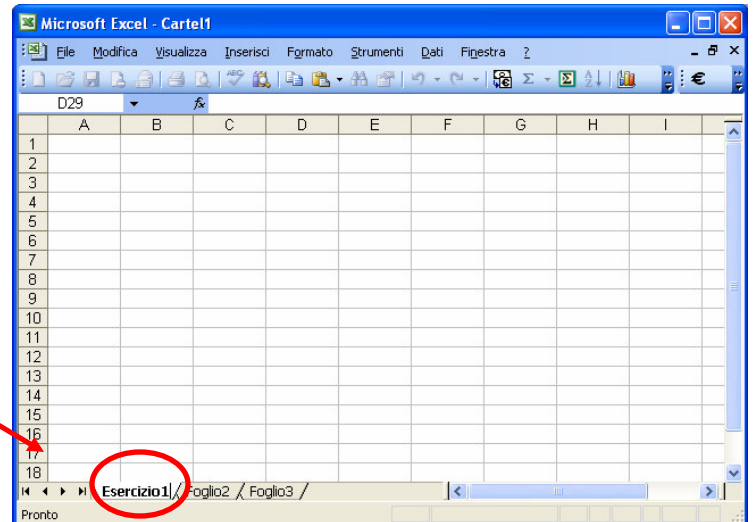 Microsoft Excel - Cartel1
File Modifica Visualizza Inserisci Formato Strumenti Dati Finestra ?
ABC Σ Σ A Z €
D29 fx
A B C D E F G H I
1
2
3
4
5
6
7
8
9
10
11
12
13
14
15
16
17
18
Esercizio1 Foglio2 Foglio3
Pronto